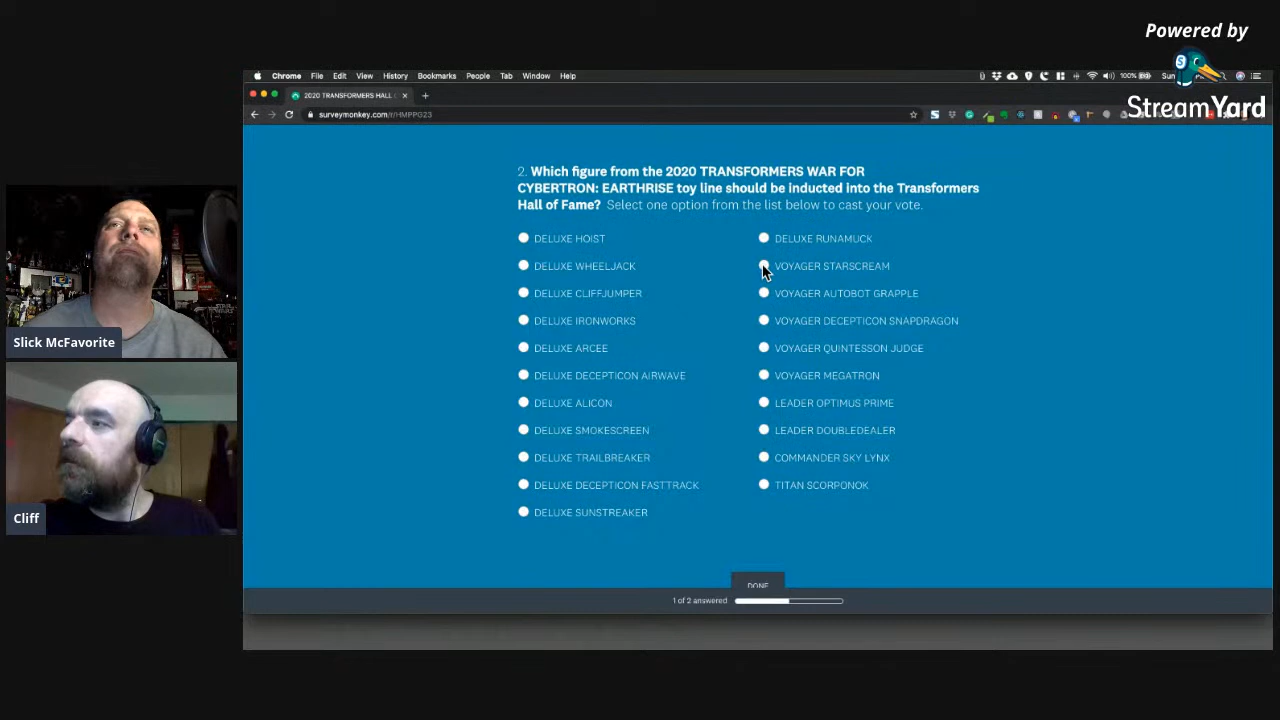 Powered by
StreamYard
Chrome File Edit View History Bookmarks People Tab Window Help
100%
2020 TRANSFORMERS HALL
surveymonkey.com/r/HMPPG23
2. Which figure from the 2020 TRANSFORMERS WAR FOR
CYBERTRON: EARTHRISE toy line should be inducted into the Transformers
Hall of Fame? Select one option from the list below to cast your vote.
DELUXE HOIST
DELUXE WHEELJACK
DELUXE CLIFFJUMPER
DELUXE IRONWORKS
DELUXE ARCEE
DELUXE DECEPTICON AIRWAVE
DELUXE ALICON
DELUXE SMOKESCREEN
DELUXE TRAILBREAKER
DELUXE DECEPTICON FASTTRACK
DELUXE SUNSTREAKER
DELUXE RUNAMUCK
VOYAGER STARSCREAM
VOYAGER AUTOBOT GRAPPLE
VOYAGER DECEPTICON SNAPDRAGON
VOYAGER QUINTESSON JUDGE
VOYAGER MEGATRON
LEADER OPTIMUS PRIME
LEADER DOUBLEDEALER
COMMANDER SKY LYNX
TITAN SCORPONOK
DONE
1 of 2 answered
Slick McFavorite
Cliff